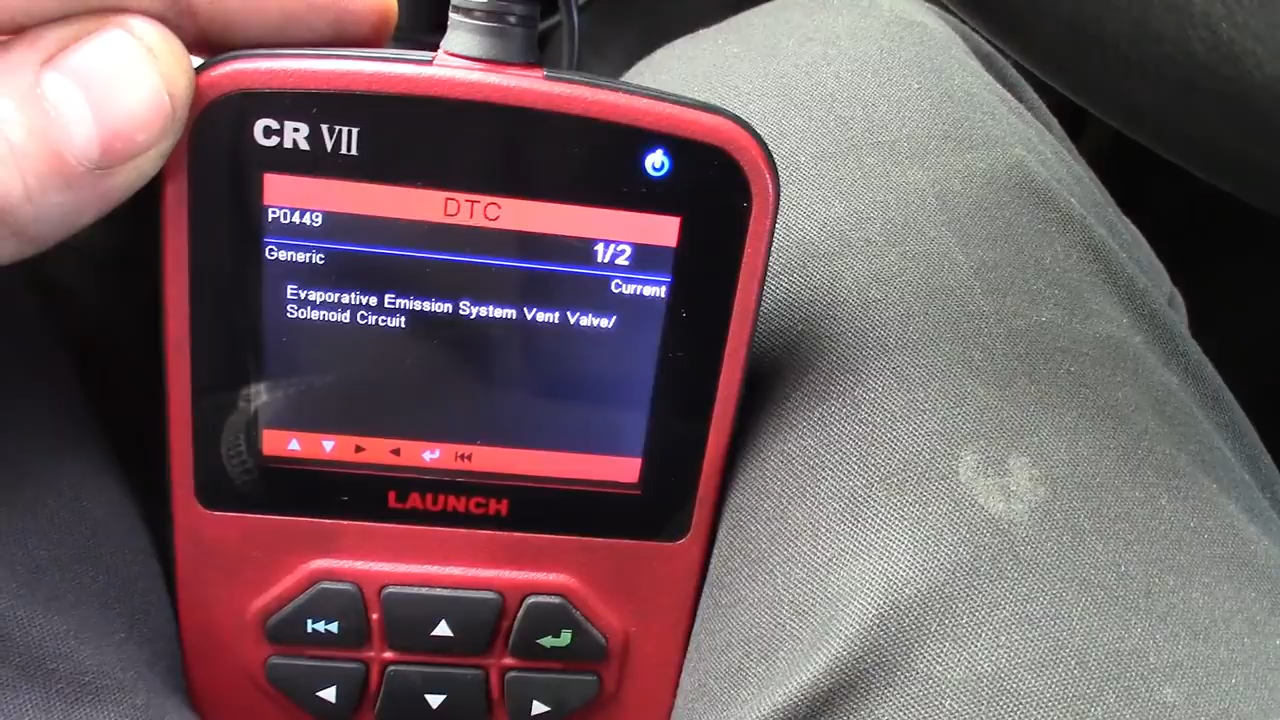 CR VII
DTC
P0449
1/2
Generic
Current
Evaporative Emission System Vent Valve/
Solenoid Circuit
LAUNCH